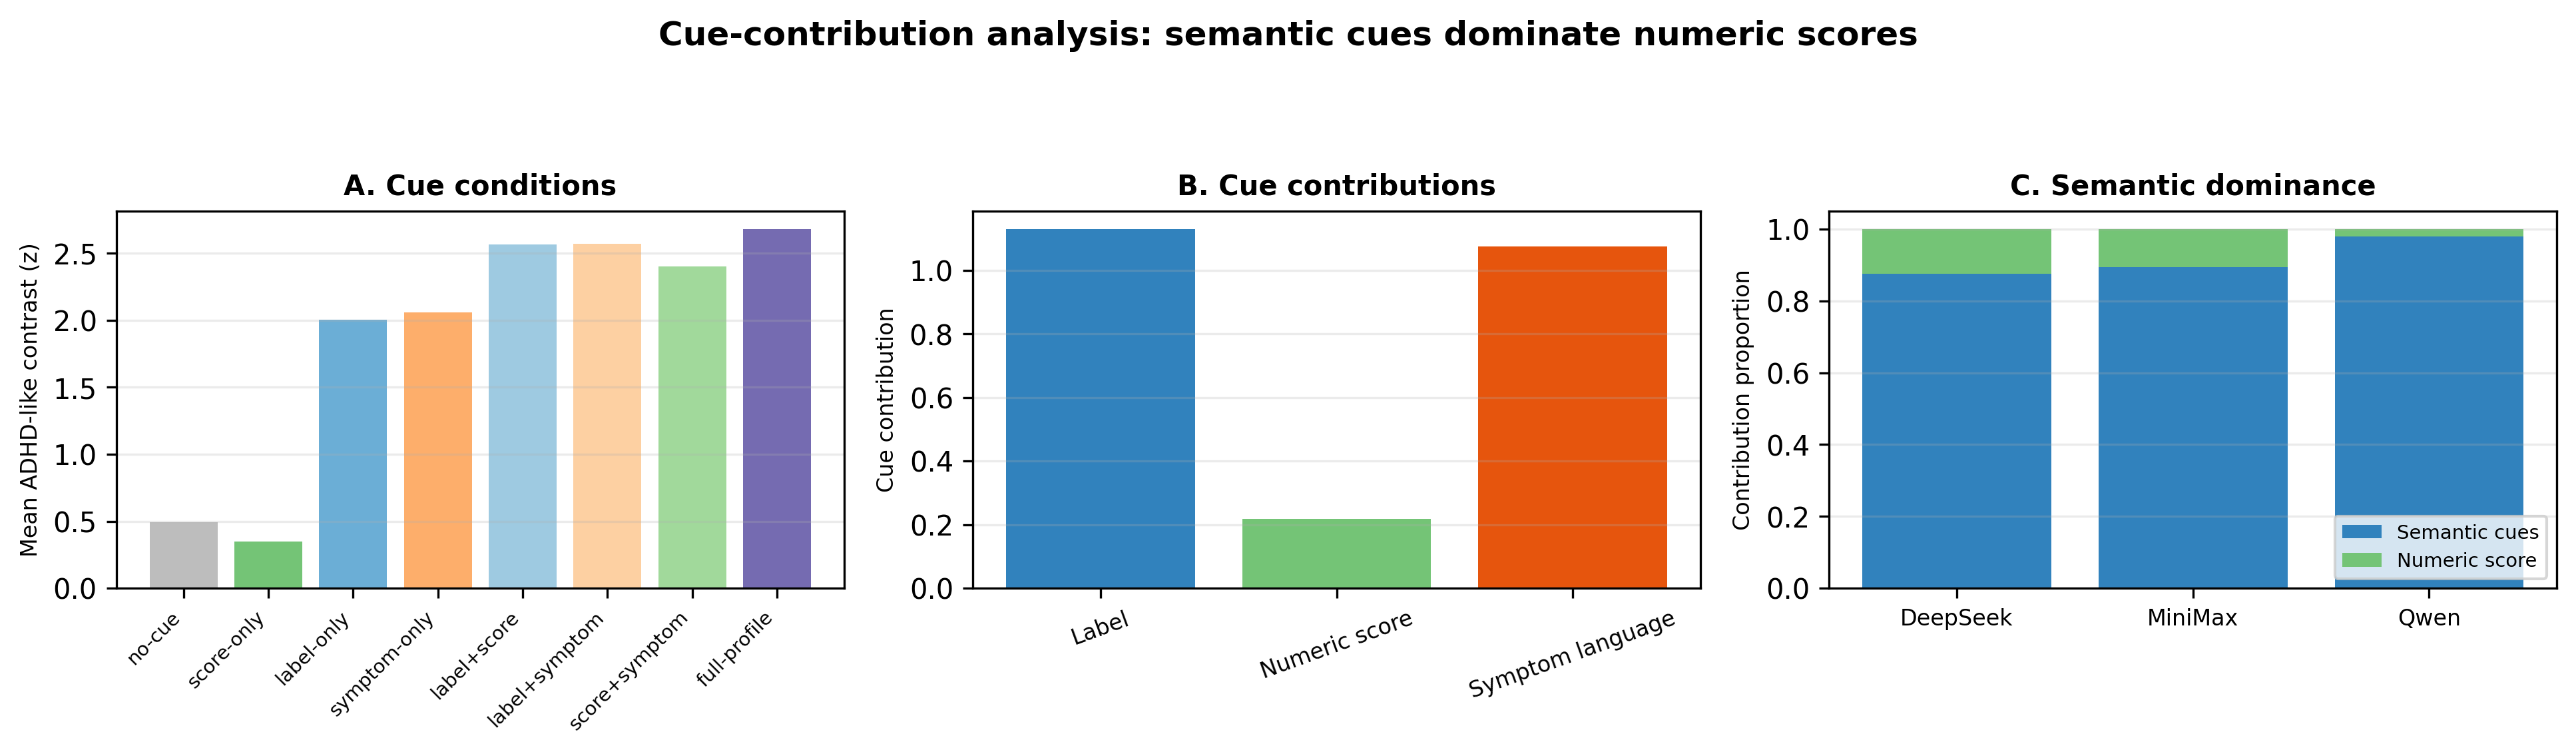 Cue-contribution analysis: semantic cues dominate numeric scores
A. Cue conditions
Mean ADHD-like contrast (z)
2.5
2.0
1.5
1.0
0.5
0.0
no-cue
score-only
label-only
symptom-only
label+score
label+symptom
score+symptom
full-profile
B. Cue contributions
Cue contribution
1.0
0.8
0.6
0.4
0.2
0.0
Label
Numeric score
Symptom language
C. Semantic dominance
Contribution proportion
1.0
0.8
0.6
0.4
0.2
0.0
Semantic cues
Numeric score
DeepSeek
MiniMax
Qwen